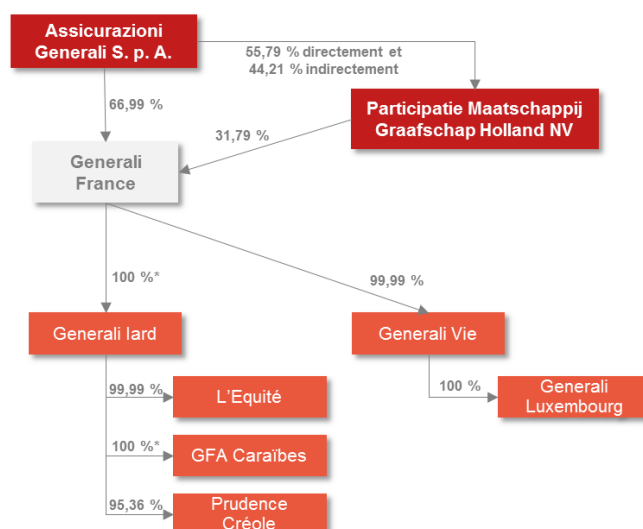 Assicurazioni
Generali S. p. A.
55,79 % directement et
44,21 % indirectement
66,99 %
Participatie Maatschappij
Graafschap Holland NV
31,79 %
Generali
France
100 %*
99,99 %
Generali Iard
Generali Vie
99,99 %
L'Equité
100 %
Generali
Luxembourg
100 %*
GFA Caraïbes
95,36 %
Prudence
Créole